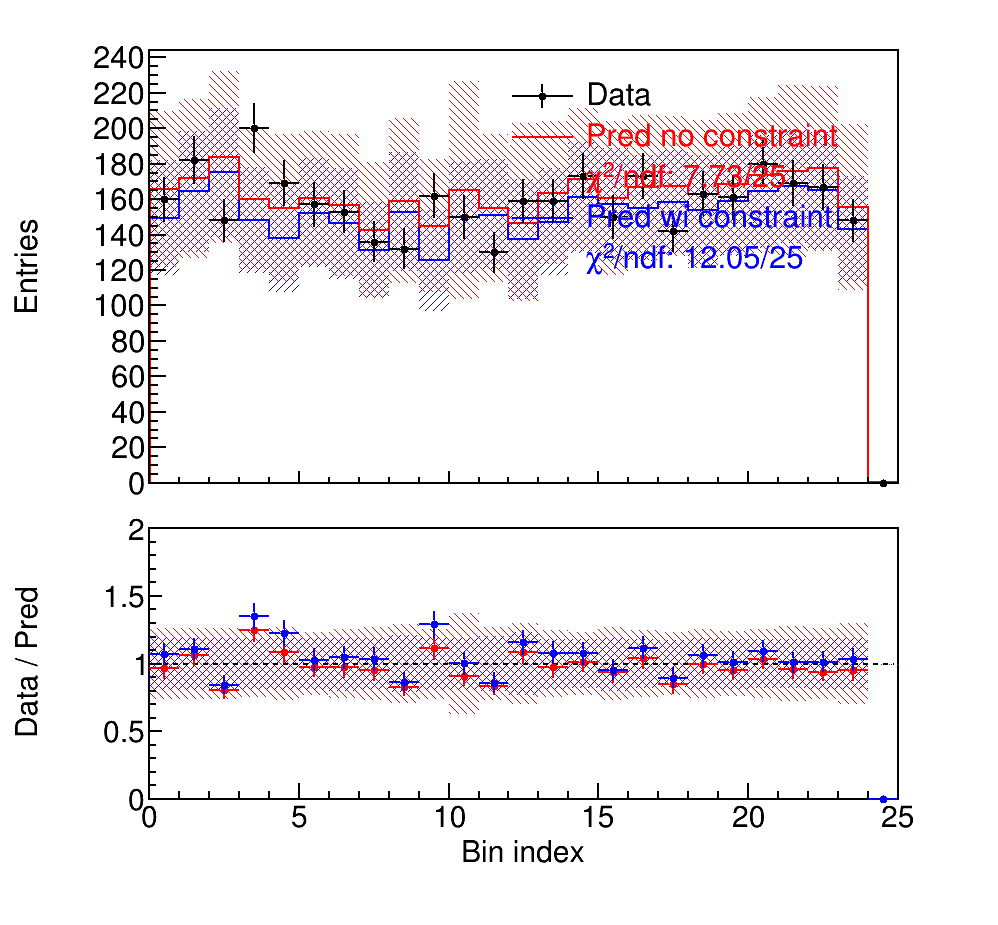 240
220
200
180
160
140
120
100
80
60
40
20
0
Entries
Data
Pred no constraint
χ²/ndf: 7.73/25
Pred w/ constraint
χ²/ndf: 12.05/25
2
1.5
1
0.5
0
Data / Pred
0 5 10 15 20 25
Bin index